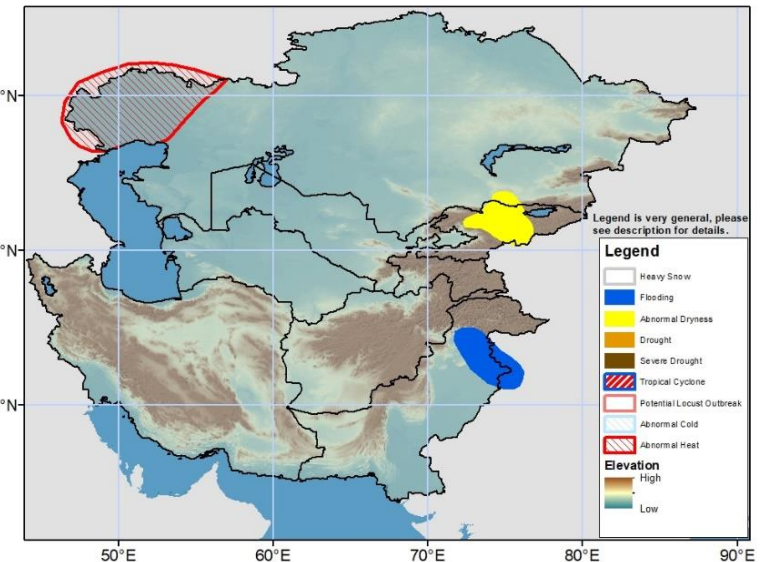 °N
°N
Legend is very general, please
see description for details.
Legend
Heavy Snow
Flooding
Abnormal Dryness
Drought
Severe Drought
Tropical Cyclone
Potential Locust Outbreak
Abnormal Cold
Abnormal Heat
°N
Elevation
High
Low
50°E
60°E
70°E
80°E
90°E